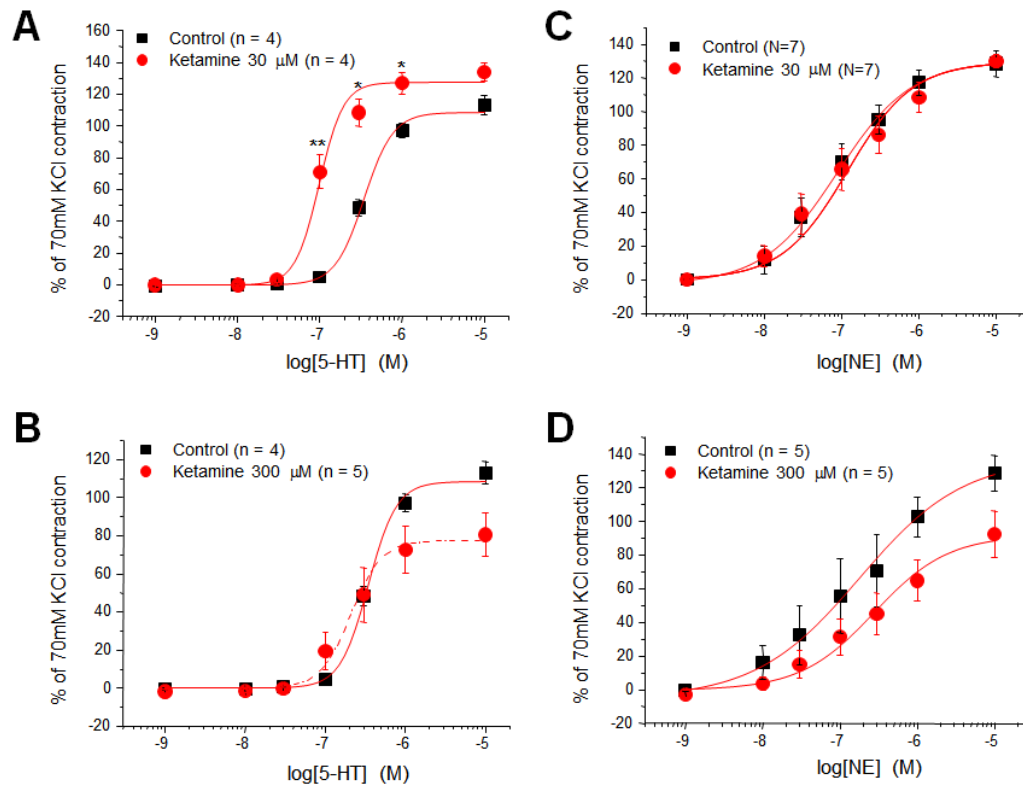 A
Control (n = 4)
Ketamine 30 μM (n = 4)
160
140
120
100
80
60
40
20
0
-20
**
*
*
-9
-8
-7
-6
-5
% of 70mM KCl contraction
log[5-HT] (M)
C
Control (N=7)
Ketamine 30 μM (N=7)
140
120
100
80
60
40
20
0
-20
-9
-8
-7
-6
-5
% of 70mM KCl contraction
log[NE] (M)
B
Control (n = 4)
Ketamine 300 μM (n = 5)
120
100
80
60
40
20
0
-20
-9
-8
-7
-6
-5
% of 70mM KCl contraction
log[5-HT] (M)
D
Control (n = 5)
Ketamine 300 μM (n = 5)
140
120
100
80
60
40
20
0
-20
-9
-8
-7
-6
-5
% of 70mM KCl contraction
log[NE] (M)